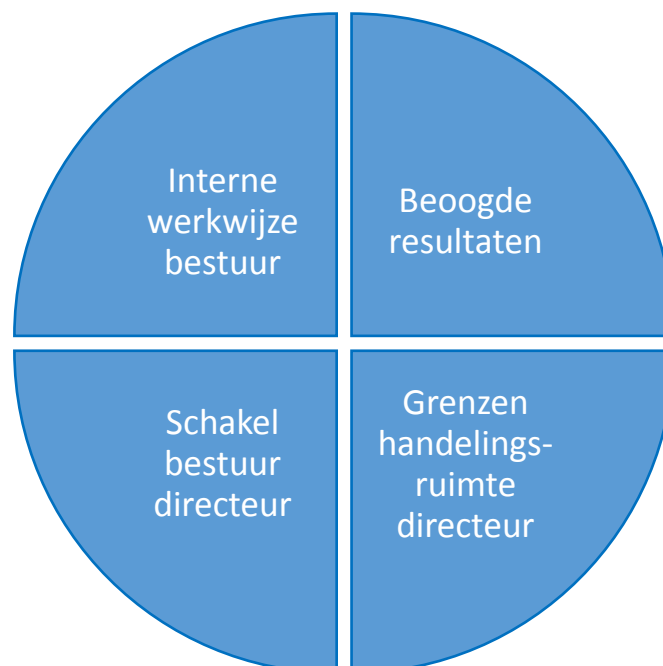 Interne
werkwijze
bestuur
Beoogde
resultaten
Schakel
bestuur
directeur
Grenzen
handelings-
ruimte
directeur